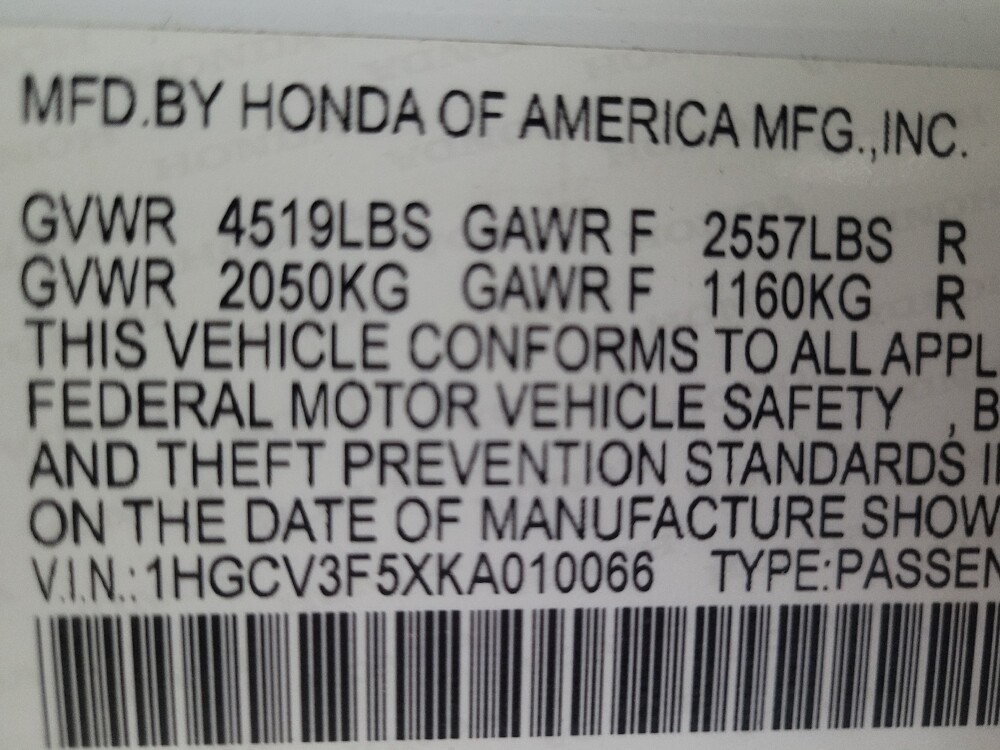 MFD.BY HONDA OF AMERICA MFG.,INC.
GVWR 4519LBS GAWR F 2557LBS R
GVWR 2050KG GAWR F 1160KG R
THIS VEHICLE CONFORMS TO ALL APPL
FEDERAL MOTOR VEHICLE SAFETY , B
AND THEFT PREVENTION STANDARDS I
ON THE DATE OF MANUFACTURE SHOW
V.I.N.:1HGCV3F5XKA010066 TYPE:PASSEN